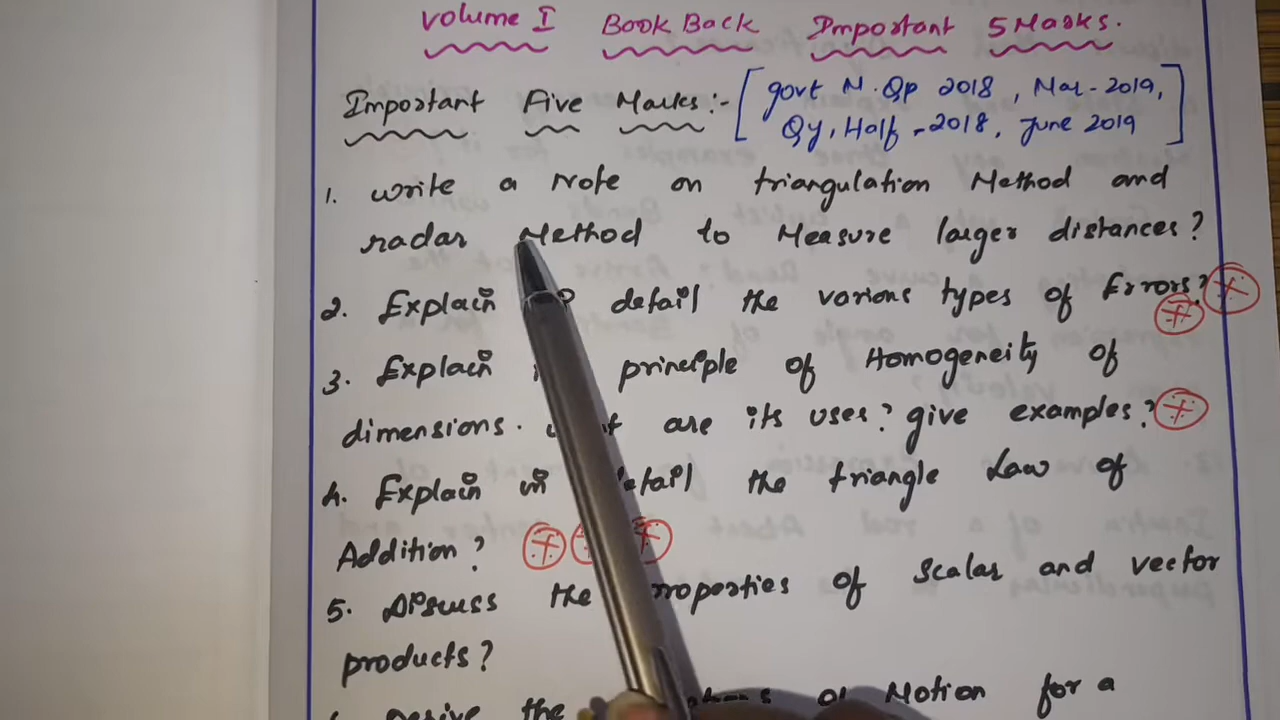 Volume I Book Back Important 5 Marks.
Important Five Marks:- [govt M.Qp 2018, Mar-2019,
Qy, Half-2018, June 2019]
1. write a Note on triangulation Method and
radar Method to Measure larger distances?
2. Explain detail the various types of Errors?
3. Explain principle of Homogeneity of
dimensions. are its uses? give examples?
4. Explain in detail the triangle Law of
Addition?
5. Discuss the Properties of scalar and vector
products?
the of Motion for a